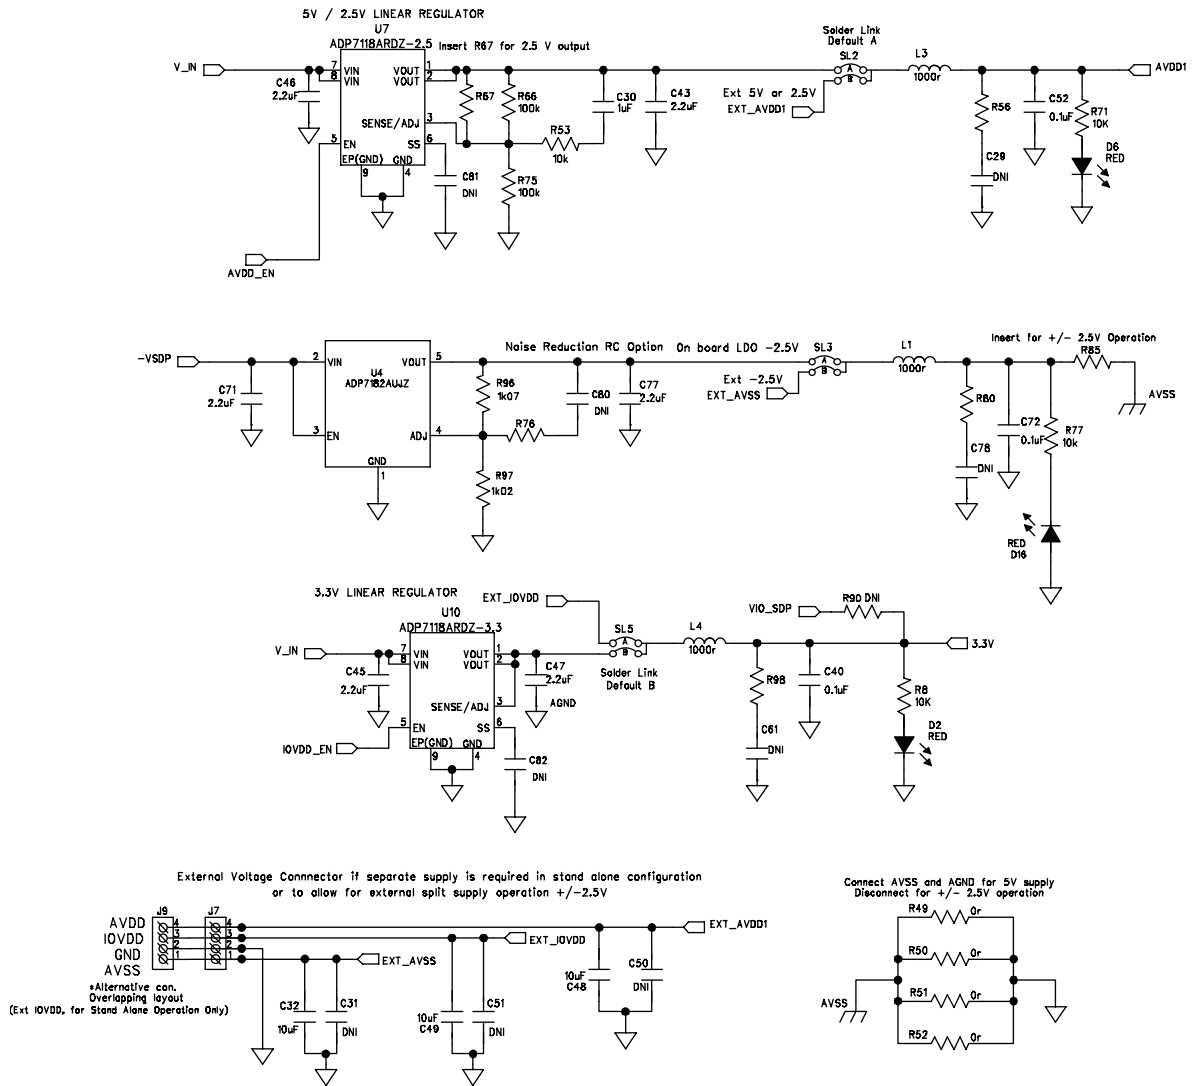 5V / 2.5V LINEAR REGULATOR
U7
ADP7118ARDZ-2.5
Insert R67 for 2.5 V output
V_IN
C46
2.2uF
7
8
VIN
VIN
VOUT
VOUT
1
2
SENSE/ADJ
3
5
EN
SS
6
EP(GND)
GND
9
4
AVDD_EN
C81
DNI
R67
R66
100k
R53
10k
R75
100k
C30
1uF
C43
2.2uF
Solder Link
Default A
SL2
A
B
Ext 5V or 2.5V
EXT_AVDD1
L3
1000r
AVDD1
R56
C29
DNI
C52
0.1uF
R71
10K
D6
RED
-VSDP
C71
2.2uF
2
VIN
VOUT
5
U4
ADP7182AUJZ
3
EN
ADJ
4
GND
1
Noise Reduction RC Option
On board LDO -2.5V
R96
1k07
R76
R97
1k02
C80
DNI
C77
2.2uF
SL3
A
B
Ext -2.5V
EXT_AVSS
L1
1000r
Insert for +/- 2.5V Operation
R85
AVSS
R80
C78
DNI
C72
0.1uF
R77
10k
RED
D16
3.3V LINEAR REGULATOR
U10
ADP7118ARDZ-3.3
V_IN
C45
2.2uF
7
8
VIN
VIN
VOUT
VOUT
1
2
SENSE/ADJ
3
5
EN
SS
6
EP(GND)
GND
9
4
IOVDD_EN
C47
2.2uF
AGND
C82
DNI
EXT_IOVDD
SL5
A
B
Solder Link
Default B
L4
1000r
VIO_SDP
R90 DNI
3.3V
R98
C61
DNI
C40
0.1uF
R8
10K
D2
RED
External Voltage Connnector if separate supply is required in stand alone configuration
or to allow for external split supply operation +/-2.5V
J9
J7
AVDD
IOVDD
GND
AVSS
4
3
2
1
4
3
2
1
*Alternative con.
Overlapping layout
(Ext IOVDD, for Stand Alone Operation Only)
EXT_AVDD1
EXT_IOVDD
EXT_AVSS
C32
10uF
C31
DNI
10uF
C49
C51
DNI
10uF
C48
C50
DNI
Connect AVSS and AGND for 5V supply
Disconnect for +/- 2.5V operation
R49
0r
R50
0r
R51
0r
R52
0r
AVSS